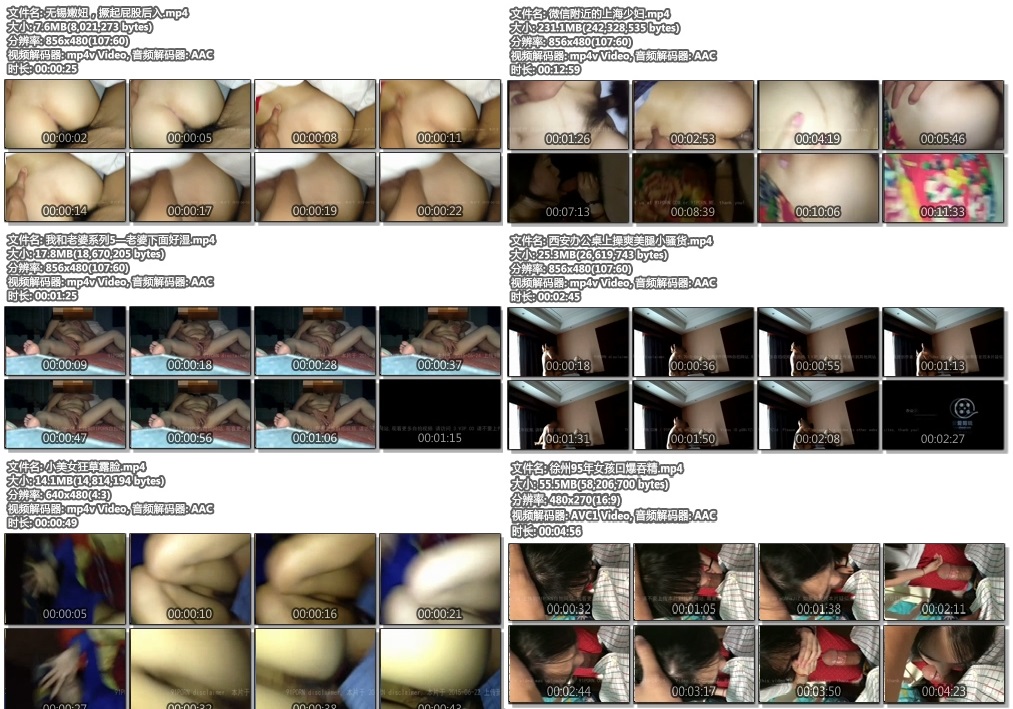 文件名: 无锡嫩妞，撅起屁股后入.mp4
大小: 7.6MB(8,021,273 bytes)
分辨率: 856x480(107:60)
视频解码器: mp4v Video, 音频解码器: AAC
时长: 00:00:25
00:00:02 00:00:05 00:00:08 00:00:11
00:00:14 00:00:17 00:00:19 00:00:22
文件名: 微信附近的上海少妇.mp4
大小: 231.1MB(242,328,535 bytes)
分辨率: 856x480(107:60)
视频解码器: mp4v Video, 音频解码器: AAC
时长: 00:12:59
00:01:26 00:02:53 00:04:19 00:05:46
00:07:13 00:08:39 00:10:06 00:11:33
文件名: 我和老婆系列5—老婆下面好湿.mp4
大小: 17.8MB(18,670,205 bytes)
分辨率: 856x480(107:60)
视频解码器: mp4v Video, 音频解码器: AAC
时长: 00:01:25
00:00:09 00:00:18 00:00:28 00:00:37
00:00:47 00:00:56 00:01:06 00:01:15
文件名: 西安办公桌上操爽美腿小骚货.mp4
大小: 25.3MB(26,619,743 bytes)
分辨率: 856x480(107:60)
视频解码器: mp4v Video, 音频解码器: AAC
时长: 00:02:45
00:00:18 00:00:36 00:00:55 00:01:13
00:01:31 00:01:50 00:02:08 00:02:27
文件名: 小美女狂草露脸.mp4
大小: 14.1MB(14,814,194 bytes)
分辨率: 640x480(4:3)
视频解码器: mp4v Video, 音频解码器: AAC
时长: 00:00:49
00:00:05 00:00:10 00:00:16 00:00:21
00:00:27 00:00:32 00:00:38 00:00:43
文件名: 徐州95年女孩口爆吞精.mp4
大小: 55.5MB(58,206,700 bytes)
分辨率: 480x270(16:9)
视频解码器: AVC1 Video, 音频解码器: AAC
时长: 00:04:56
00:00:32 00:01:05 00:01:38 00:02:11
00:02:44 00:03:17 00:03:50 00:04:23